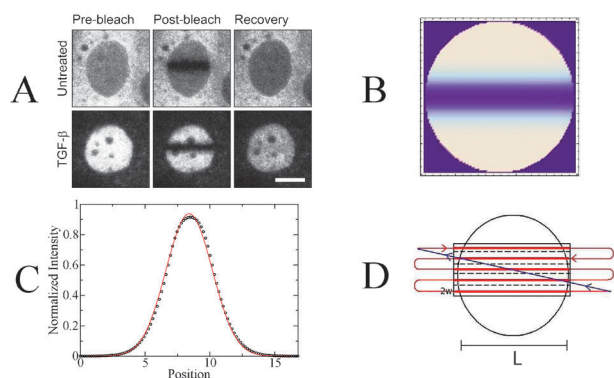 Pre-bleach Post-bleach Recovery
A
Untreated
TGF-β
B
C
Normalized Intensity
1
0.8
0.6
0.4
0.2
0
0 5 10 15
Position
D
2w
L